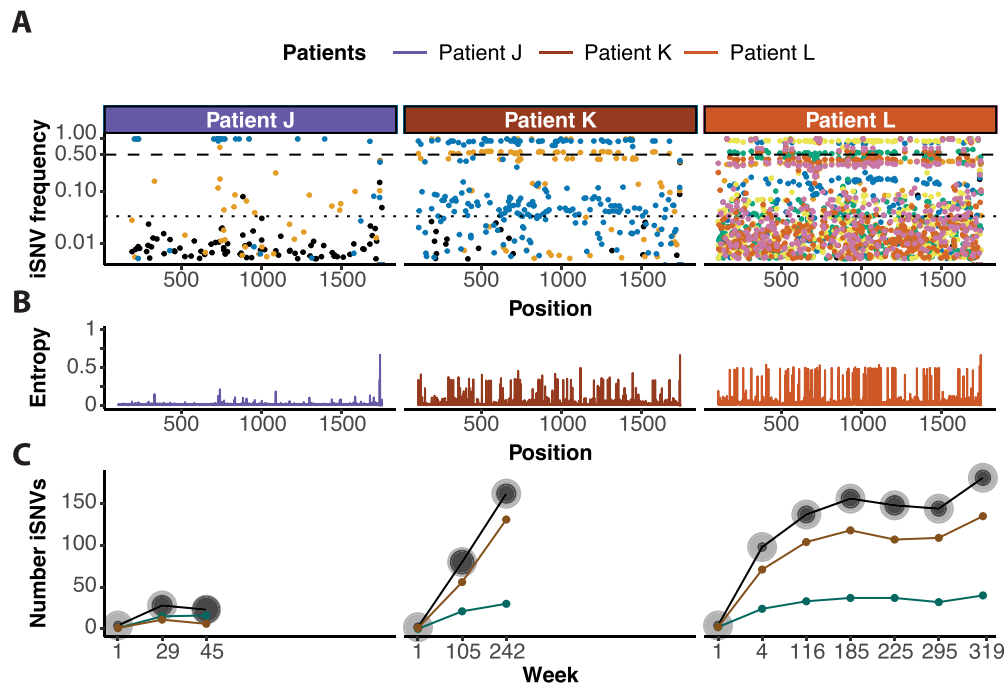 A
Patients Patient J Patient K Patient L
Patient J Patient K Patient L
iSNV frequency
1.00
0.50
0.10
0.01
500 1000 1500 500 1000 1500 500 1000 1500
Position
B
Entropy
1
0.5
0
500 1000 1500 500 1000 1500 500 1000 1500
Position
C
Number iSNVs
150
100
50
0
1 29 45 1 105 242 1 4 116 185 225 295 319
Week